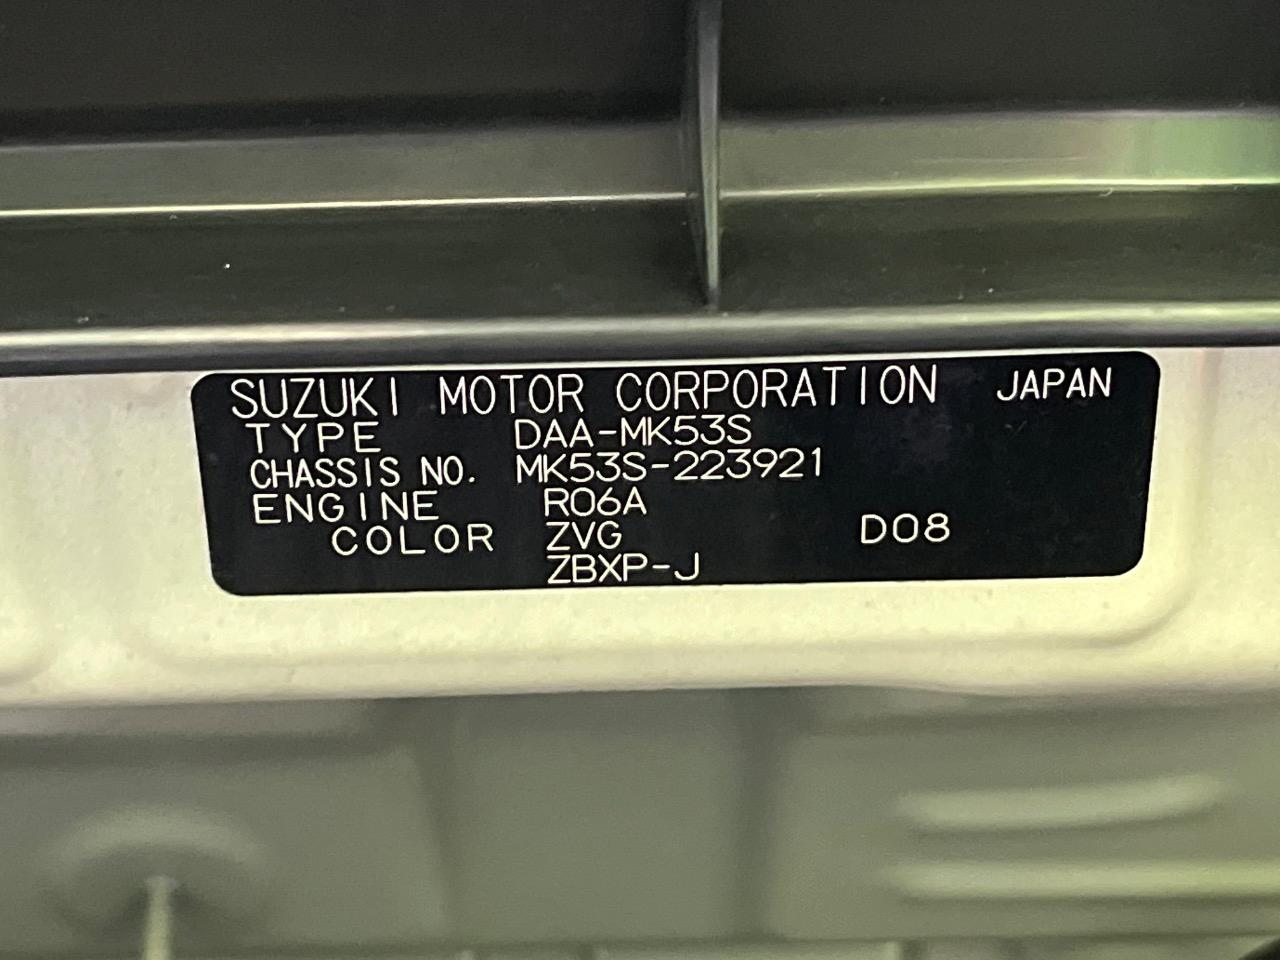 SUZUKI MOTOR CORPORATION JAPAN
TYPE DAA-MK53S
CHASSIS NO. MK53S-223921
ENGINE R06A
COLOR ZVG D08
ZBXP-J